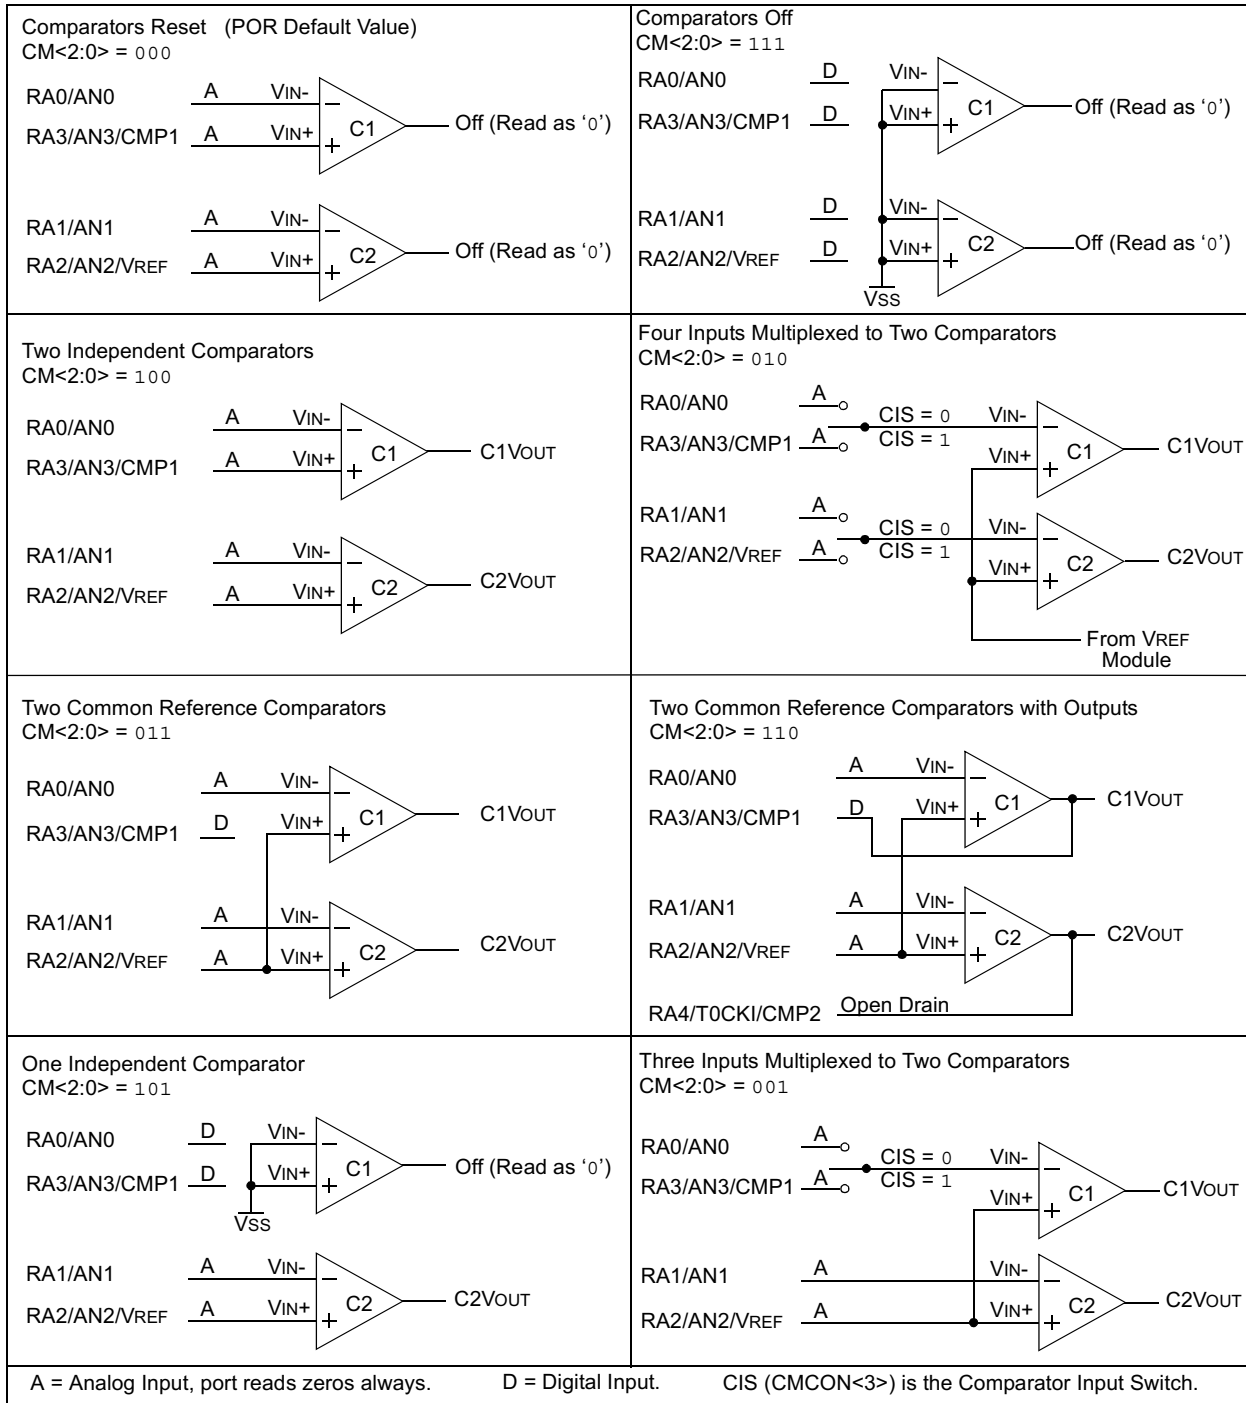 Comparators Reset (POR Default Value)
CM<2:0> = 000
RA0/AN0 A VIN-
RA3/AN3/CMP1 A VIN+
C1
Off (Read as ‘0’)
RA1/AN1 A VIN-
RA2/AN2/VREF A VIN+
C2
Off (Read as ‘0’)
Comparators Off
CM<2:0> = 111
RA0/AN0 D VIN-
RA3/AN3/CMP1 D VIN+
C1
Off (Read as ‘0’)
RA1/AN1 D VIN-
RA2/AN2/VREF D VIN+
C2
Off (Read as ‘0’)
VSS
Two Independent Comparators
CM<2:0> = 100
RA0/AN0 A VIN-
RA3/AN3/CMP1 A VIN+
C1
C1VOUT
RA1/AN1 A VIN-
RA2/AN2/VREF A VIN+
C2
C2VOUT
Four Inputs Multiplexed to Two Comparators
CM<2:0> = 010
RA0/AN0 A
CIS = 0 VIN-
RA3/AN3/CMP1 A CIS = 1
VIN+
C1
C1VOUT
RA1/AN1 A
CIS = 0 VIN-
RA2/AN2/VREF A CIS = 1
VIN+
C2
C2VOUT
From VREF
Module
Two Common Reference Comparators
CM<2:0> = 011
RA0/AN0 A VIN-
RA3/AN3/CMP1 D VIN+
C1
C1VOUT
RA1/AN1 A VIN-
RA2/AN2/VREF A VIN+
C2
C2VOUT
Two Common Reference Comparators with Outputs
CM<2:0> = 110
RA0/AN0 A VIN-
RA3/AN3/CMP1 D VIN+
C1
C1VOUT
RA1/AN1 A VIN-
RA2/AN2/VREF A VIN+
C2
C2VOUT
RA4/T0CKI/CMP2 Open Drain
One Independent Comparator
CM<2:0> = 101
RA0/AN0 D VIN-
RA3/AN3/CMP1 D VIN+
C1
Off (Read as ‘0’)
VSS
RA1/AN1 A VIN-
RA2/AN2/VREF A VIN+
C2
C2VOUT
Three Inputs Multiplexed to Two Comparators
CM<2:0> = 001
RA0/AN0 A
CIS = 0 VIN-
RA3/AN3/CMP1 A CIS = 1
VIN+
C1
C1VOUT
RA1/AN1 A VIN-
RA2/AN2/VREF A VIN+
C2
C2VOUT
A = Analog Input, port reads zeros always. D = Digital Input. CIS (CMCON<3>) is the Comparator Input Switch.